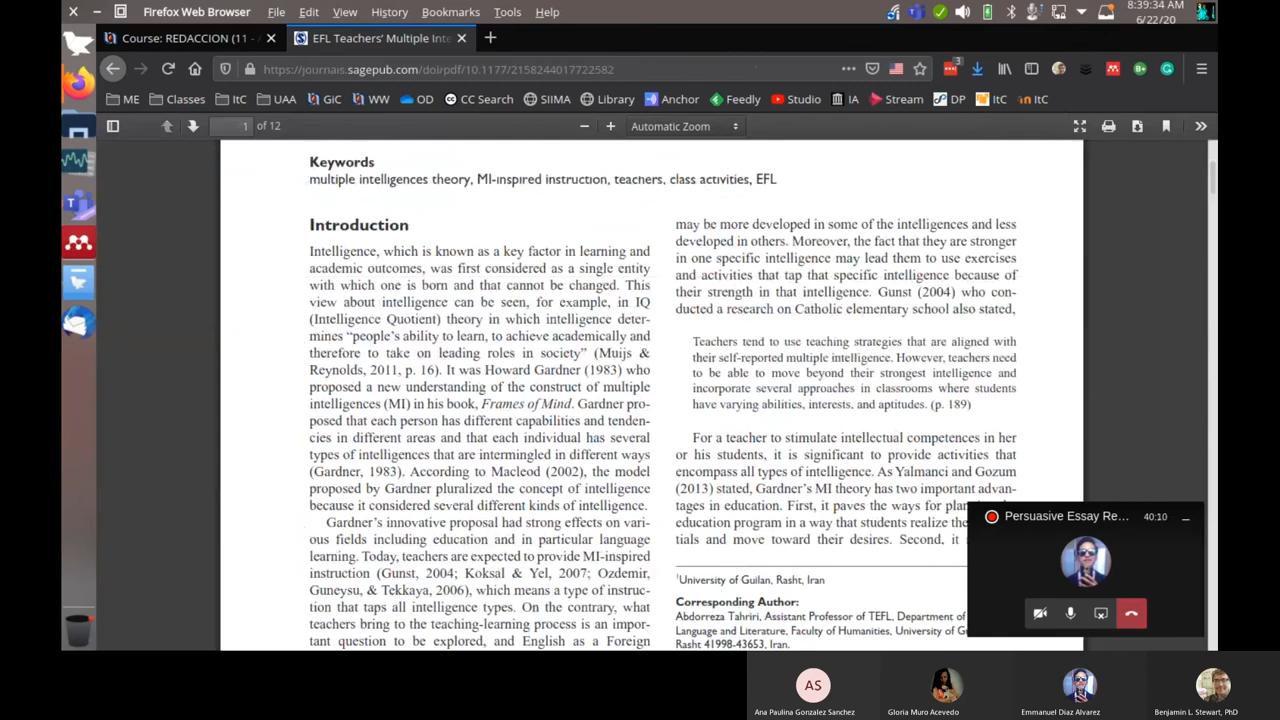 Firefox Web Browser File Edit View History Bookmarks Tools Help
8:39:34 AM
6/22/20
Course: REDACCION (11 - A
EFL Teachers' Multiple Inte
https://journals.sagepub.com/doi/pdf/10.1177/2158244017722582
3
ME Classes ItC UAA GiC WW OD CC Search SIIMA Library Anchor Feedly Studio IA Stream DP ItC ItC
1 of 12
Automatic Zoom
Keywords
multiple intelligences theory, MI-inspired instruction, teachers, class activities, EFL
Introduction
Intelligence, which is known as a key factor in learning and
academic outcomes, was first considered as a single entity
with which one is born and that cannot be changed. This
view about intelligence can be seen, for example, in IQ
(Intelligence Quotient) theory in which intelligence deter-
mines “people’s ability to learn, to achieve academically and
therefore to take on leading roles in society” (Muijs &
Reynolds, 2011, p. 16). It was Howard Gardner (1983) who
proposed a new understanding of the construct of multiple
intelligences (MI) in his book, Frames of Mind. Gardner pro-
posed that each person has different capabilities and tenden-
cies in different areas and that each individual has several
types of intelligences that are intermingled in different ways
(Gardner, 1983). According to Macleod (2002), the model
proposed by Gardner pluralized the concept of intelligence
because it considered several different kinds of intelligence.
Gardner’s innovative proposal had strong effects on vari-
ous fields including education and in particular language
learning. Today, teachers are expected to provide MI-inspired
instruction (Gunst, 2004; Koksal & Yel, 2007; Ozdemir,
Guneysu, & Tekkaya, 2006), which means a type of instruc-
tion that taps all intelligence types. On the contrary, what
teachers bring to the teaching-learning process is an impor-
tant question to be explored, and English as a Foreign
may be more developed in some of the intelligences and less
developed in others. Moreover, the fact that they are stronger
in one specific intelligence may lead them to use exercises
and activities that tap that specific intelligence because of
their strength in that intelligence. Gunst (2004) who con-
ducted a research on Catholic elementary school also stated,
Teachers tend to use teaching strategies that are aligned with
their self-reported multiple intelligence. However, teachers need
to be able to move beyond their strongest intelligence and
incorporate several approaches in classrooms where students
have varying abilities, interests, and aptitudes. (p. 189)
For a teacher to stimulate intellectual competences in her
or his students, it is significant to provide activities that
encompass all types of intelligence. As Yalmanci and Gozum
(2013) stated, Gardner’s MI theory has two important advan-
tages in education. First, it paves the ways for plan
education program in a way that students realize the
tials and move toward their desires. Second, it
1University of Guilan, Rasht, Iran
Corresponding Author:
Abdorreza Tahriri, Assistant Professor of TEFL, Department of
Language and Literature, Faculty of Humanities, University of Gu
Rasht 41998-43653, Iran.
Persuasive Essay Re... 40:10
AS
Ana Paulina Gonzalez Sanchez
Gloria Muro Acevedo
Emmanuel Diaz Alvarez
Benjamin L. Stewart, PhD